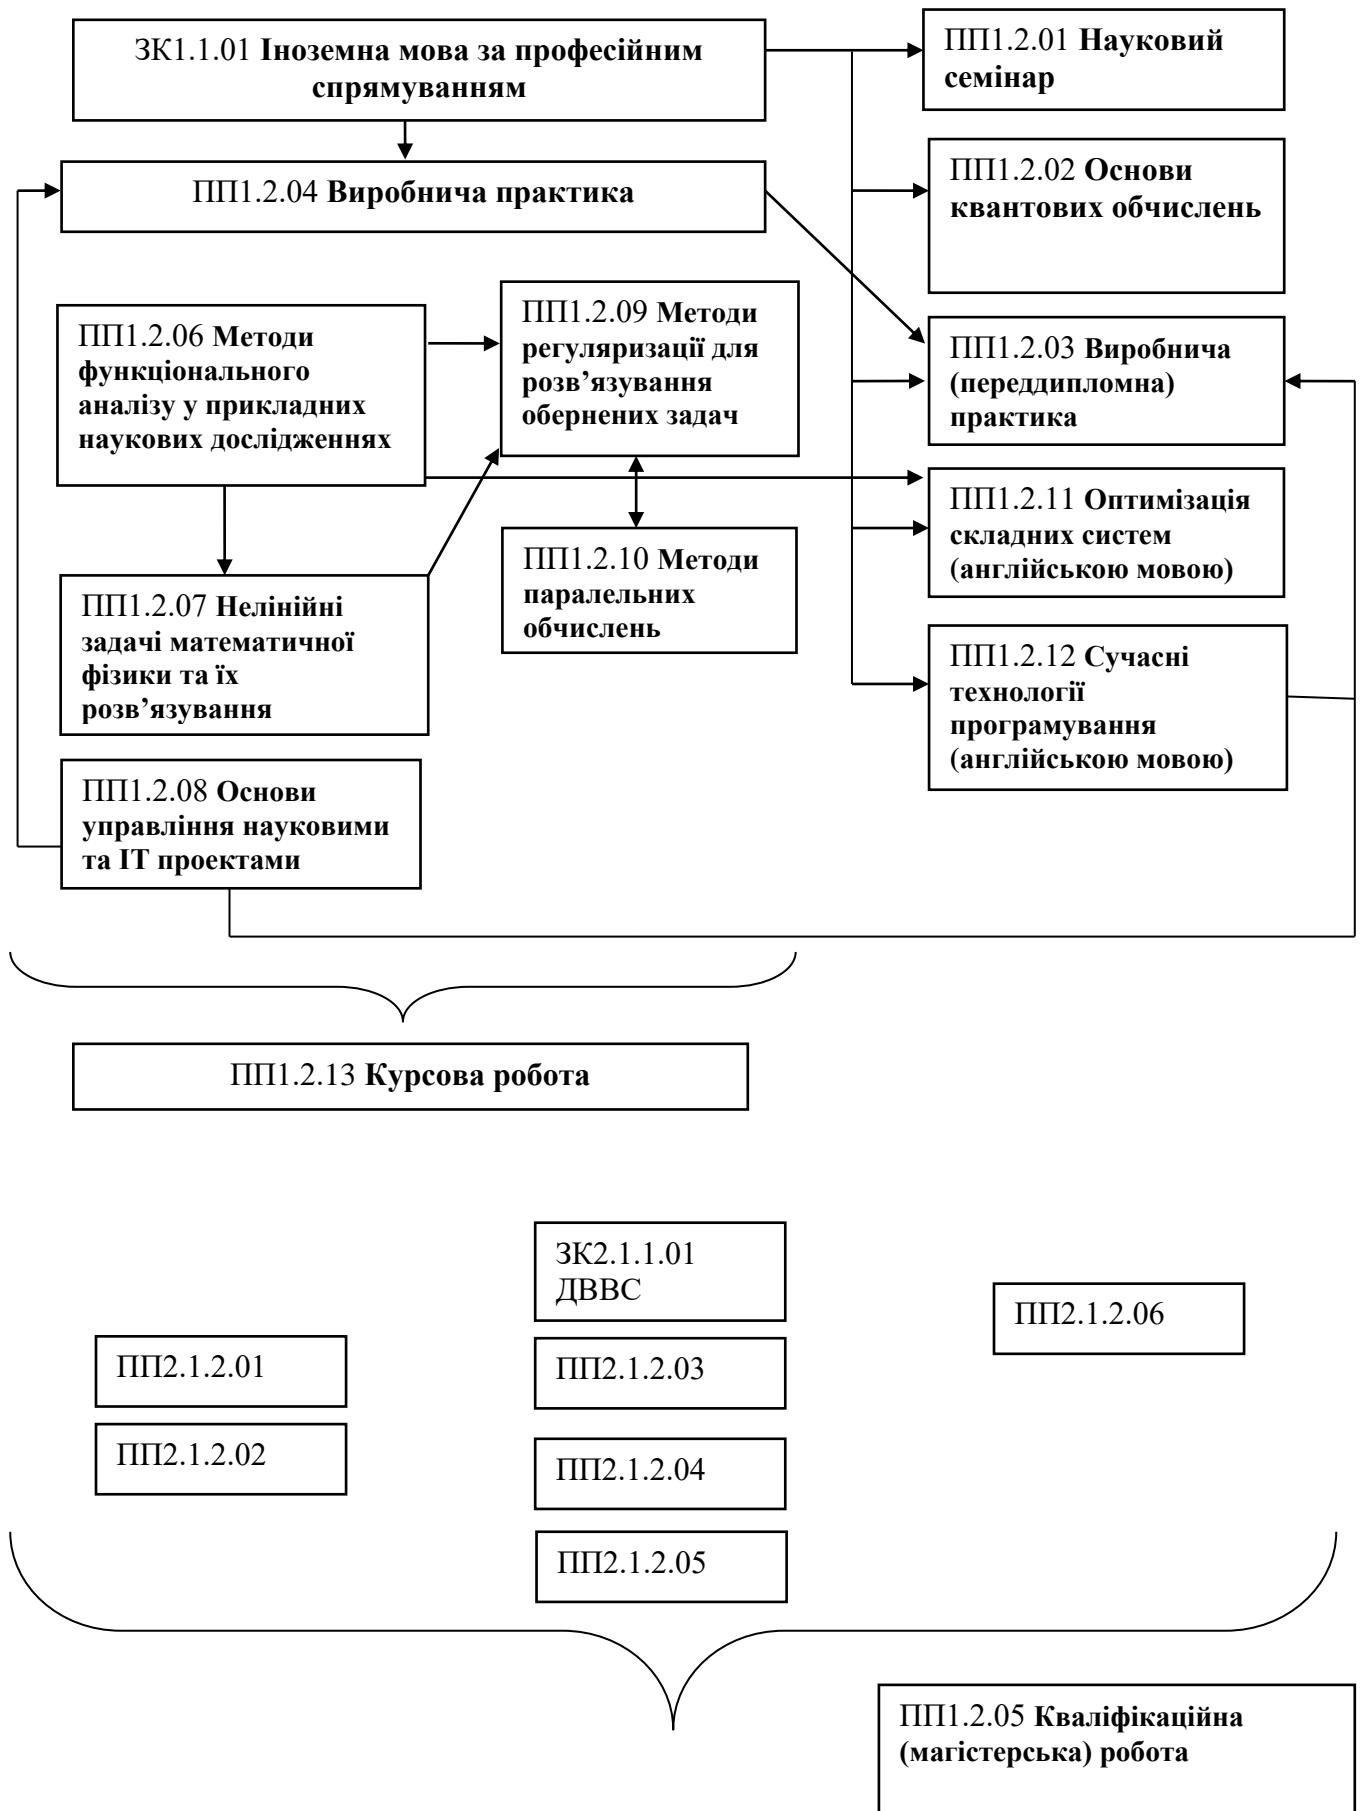 ЗК1.1.01 Іноземна мова за професійним
спрямуванням
ПП1.2.01 Науковий
семінар
ПП1.2.04 Виробнича практика
ПП1.2.02 Основи
квантових обчислень
ПП1.2.06 Методи
функціонального
аналізу у прикладних
наукових дослідженнях
ПП1.2.09 Методи
регуляризації для
розв’язування
обернених задач
ПП1.2.03 Виробнича
(переддипломна)
практика
ПП1.2.11 Оптимізація
складних систем
(англійською мовою)
ПП1.2.10 Методи
паралельних
обчислень
ПП1.2.07 Нелінійні
задачі математичної
фізики та їх
розв’язування
ПП1.2.12 Сучасні
технології
програмування
(англійською мовою)
ПП1.2.08 Основи
управління науковими
та ІТ проектами
ПП1.2.13 Курсова робота
ЗК2.1.1.01
ДВВС
ПП2.1.2.06
ПП2.1.2.01
ПП2.1.2.03
ПП2.1.2.02
ПП2.1.2.04
ПП2.1.2.05
ПП1.2.05 Кваліфікаційна
(магістерська) робота